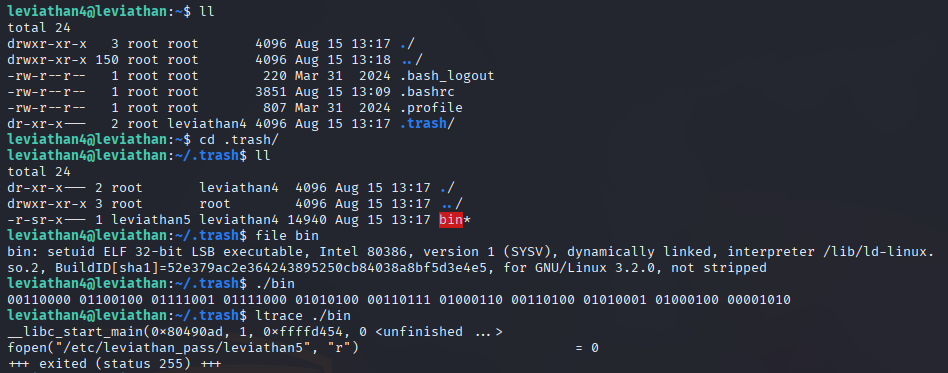 leviathan4@leviathan:~$ ll
total 24
drwxr-xr-x   3 root root       4096 Aug 15 13:17 ./
drwxr-xr-x 150 root root       4096 Aug 15 13:18 ../
-rw-r--r--   1 root root        220 Mar 31  2024 .bash_logout
-rw-r--r--   1 root root       3851 Aug 15 13:09 .bashrc
-rw-r--r--   1 root root        807 Mar 31  2024 .profile
dr-xr-x---   2 root leviathan4 4096 Aug 15 13:17 .trash/
leviathan4@leviathan:~$ cd .trash/
leviathan4@leviathan:~/.trash$ ll
total 24
dr-xr-x--- 2 root       leviathan4  4096 Aug 15 13:17 ./
drwxr-xr-x 3 root       root        4096 Aug 15 13:17 ../
-r-sr-x--- 1 leviathan5 leviathan4 14940 Aug 15 13:17 bin*
leviathan4@leviathan:~/.trash$ file bin
bin: setuid ELF 32-bit LSB executable, Intel 80386, version 1 (SYSV), dynamically linked, interpreter /lib/ld-linux.
so.2, BuildID[sha1]=52e379ac2e364243895250cb84038a8bf5d3e4e5, for GNU/Linux 3.2.0, not stripped
leviathan4@leviathan:~/.trash$ ./bin
00110000 01100100 01111001 01111000 01010100 00110111 01000110 00110100 01010001 01000100 00001010
leviathan4@leviathan:~/.trash$ ltrace ./bin
__libc_start_main(0x80490ad, 1, 0xffffd454, 0 <unfinished ...>
fopen("/etc/leviathan_pass/leviathan5", "r")                           = 0
+++ exited (status 255) +++